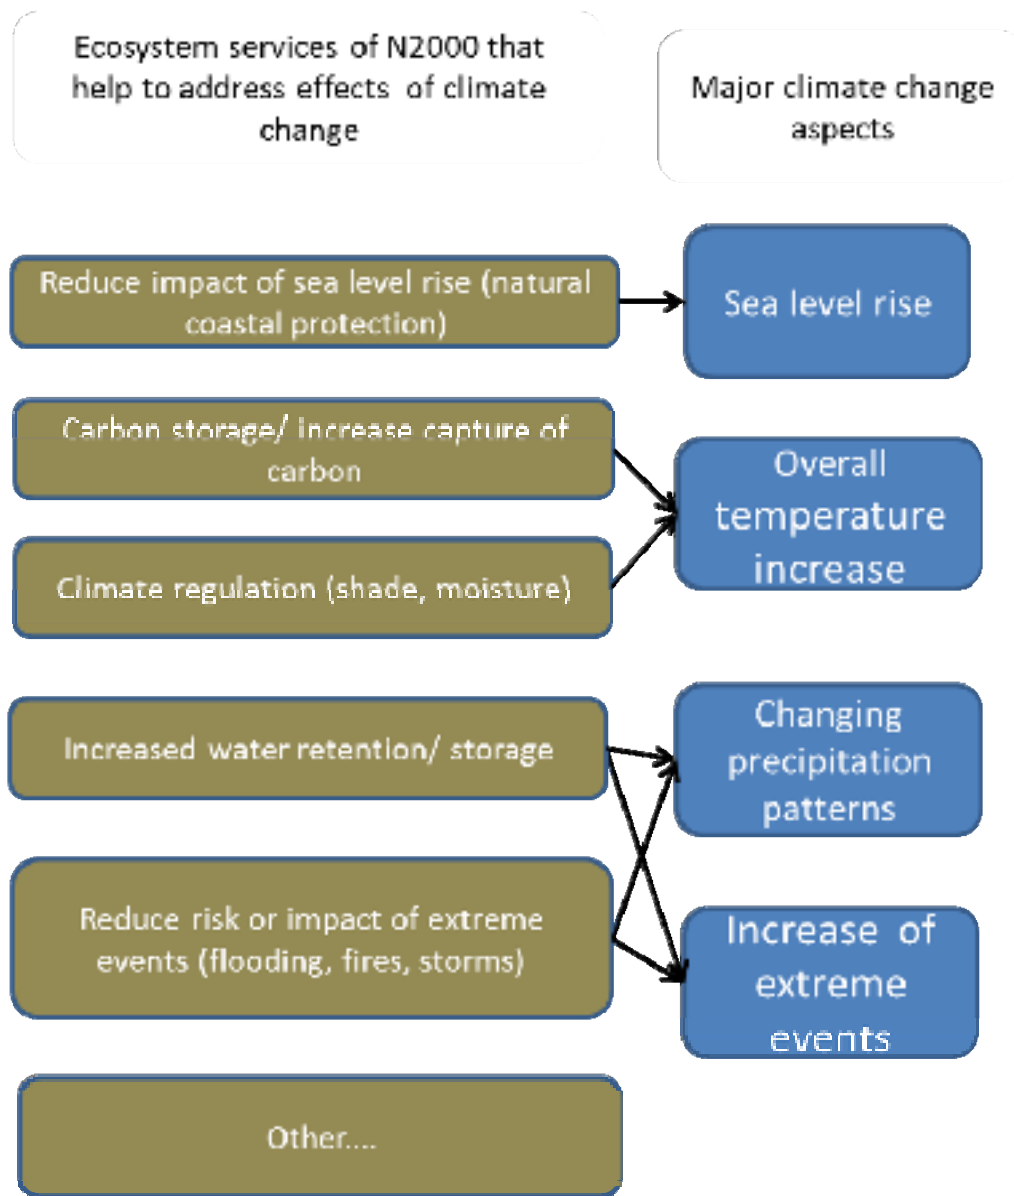 Ecosystem services of N2000 that
help to address effects of climate
change
Major climate change
aspects
Reduce impact of sea level rise (natural
coastal protection)
Sea level rise
Carbon storage/ increase capture of
carbon
Overall
temperature
increase
Climate regulation (shade, moisture)
Increased water retention/ storage
Changing
precipitation
patterns
Reduce risk or impact of extreme
events (flooding, fires, storms)
Increase of
extreme
events
Other....